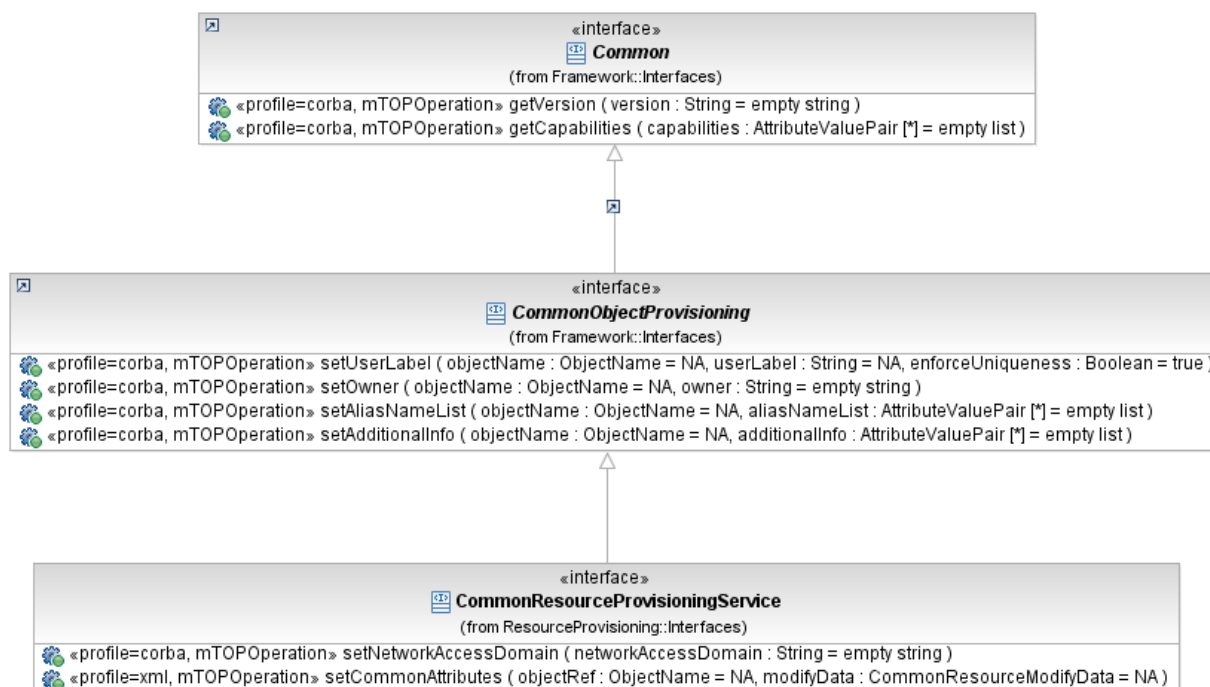 «interface»
Common
(from Framework::Interfaces)
«profile=corba, mTOPOperation» getVersion ( version : String = empty string )
«profile=corba, mTOPOperation» getCapabilities ( capabilities : AttributeValuePair [*] = empty list )
«interface»
CommonObjectProvisioning
(from Framework::Interfaces)
«profile=corba, mTOPOperation» setUserLabel ( objectName : ObjectName = NA, userLabel : String = NA, enforceUniqueness : Boolean = true )
«profile=corba, mTOPOperation» setOwner ( objectName : ObjectName = NA, owner : String = empty string )
«profile=corba, mTOPOperation» setAliasNameList ( objectName : ObjectName = NA, aliasNameList : AttributeValuePair [*] = empty list )
«profile=corba, mTOPOperation» setAdditionalInfo ( objectName : ObjectName = NA, additionalInfo : AttributeValuePair [*] = empty list )
«interface»
CommonResourceProvisioningService
(from ResourceProvisioning::Interfaces)
«profile=corba, mTOPOperation» setNetworkAccessDomain ( networkAccessDomain : String = empty string )
«profile=xml, mTOPOperation» setCommonAttributes ( objectRef : ObjectName = NA, modifyData : CommonResourceModifyData = NA )